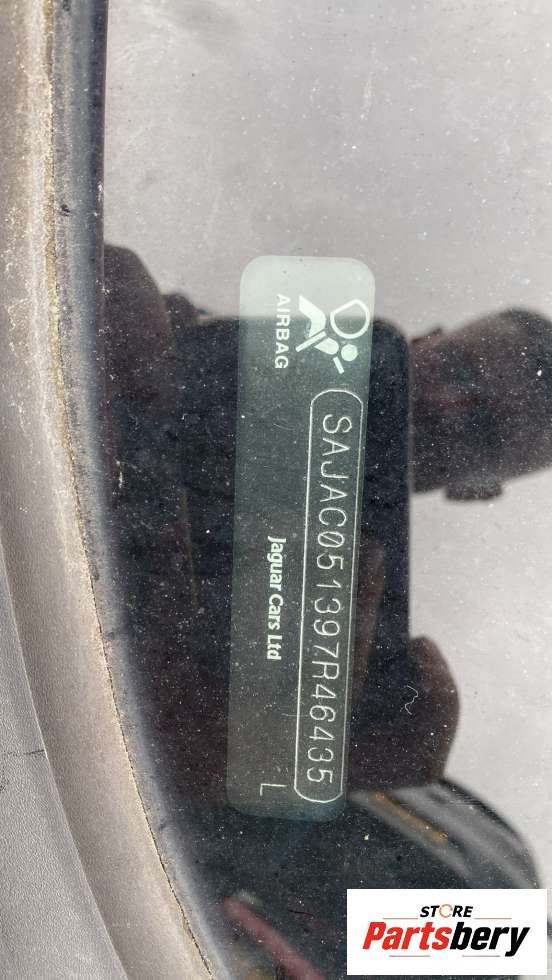 AIRBAG
SAJAC051397R46435
Jaguar Cars Ltd
L
STORE
Partsbery